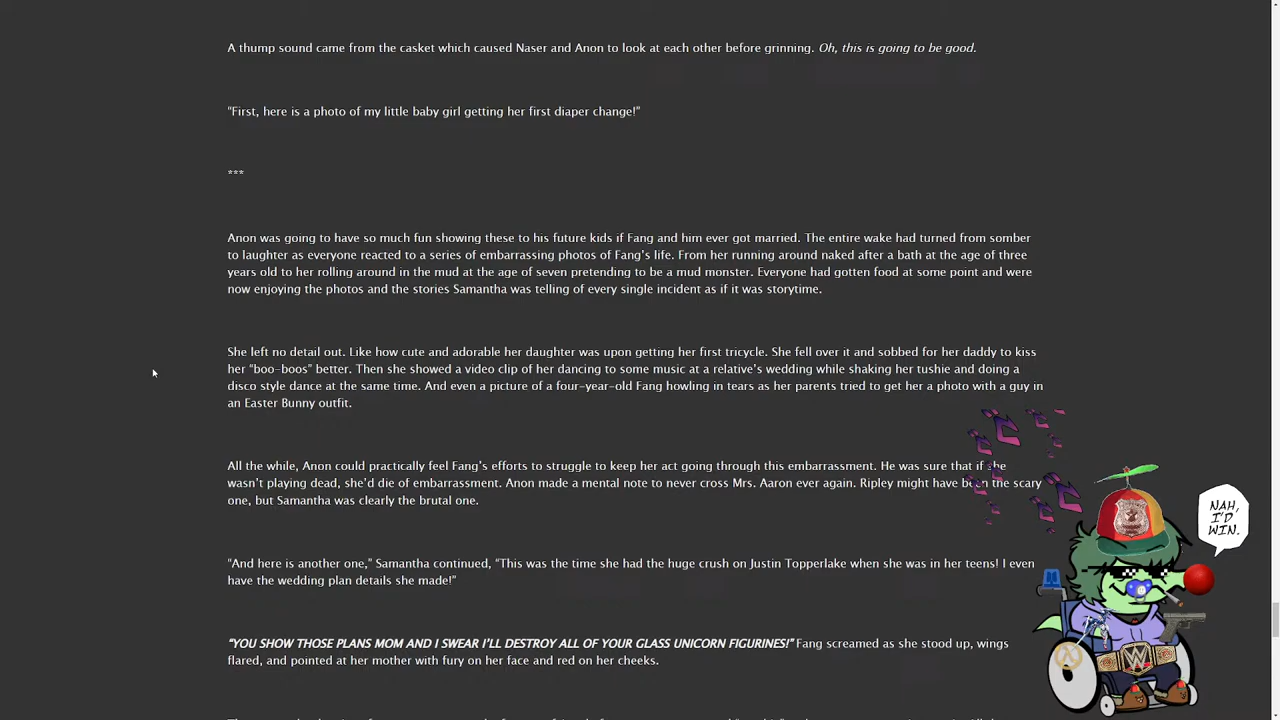 A thump sound came from the casket which caused Naser and Anon to look at each other before grinning. Oh, this is going to be good.
"First, here is a photo of my little baby girl getting her first diaper change!"
***
Anon was going to have so much fun showing these to his future kids if Fang and him ever got married. The entire wake had turned from somber
to laughter as everyone reacted to a series of embarrassing photos of Fang's life. From her running around naked after a bath at the age of three
years old to her rolling around in the mud at the age of seven pretending to be a mud monster. Everyone had gotten food at some point and were
now enjoying the photos and the stories Samantha was telling of every single incident as if it was storytime.
She left no detail out. Like how cute and adorable her daughter was upon getting her first tricycle. She fell over it and sobbed for her daddy to kiss
her "boo-boos" better. Then she showed a video clip of her dancing to some music at a relative's wedding while shaking her tushie and doing a
disco style dance at the same time. And even a picture of a four-year-old Fang howling in tears as her parents tried to get her a photo with a guy in
an Easter Bunny outfit.
All the while, Anon could practically feel Fang's efforts to struggle to keep her act going through this embarrassment. He was sure that if she
wasn't playing dead, she'd die of embarrassment. Anon made a mental note to never cross Mrs. Aaron ever again. Ripley might have been the scary
one, but Samantha was clearly the brutal one.
"And here is another one," Samantha continued, "This was the time she had the huge crush on Justin Topperlake when she was in her teens! I even
have the wedding plan details she made!"
"YOU SHOW THOSE PLANS MOM AND I SWEAR I'LL DESTROY ALL OF YOUR GLASS UNICORN FIGURINES!" Fang screamed as she stood up, wings
flared, and pointed at her mother with fury on her face and red on her cheeks.
NAH,
I'D
WIN.
W